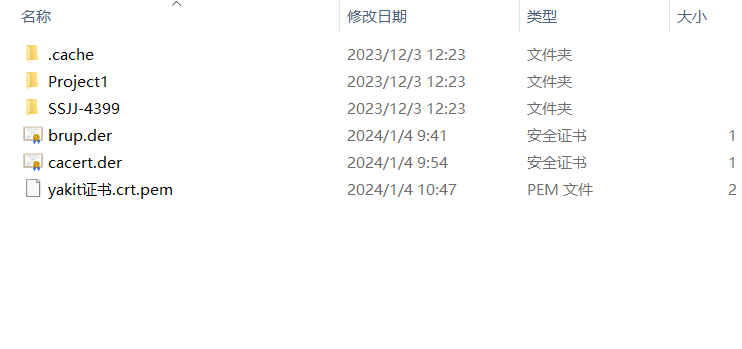 名称 修改日期 类型 大小
.cache 2023/12/3 12:23 文件夹
Project1 2023/12/3 12:23 文件夹
SSJJ-4399 2023/12/3 12:23 文件夹
brup.der 2024/1/4 9:41 安全证书 1
cacert.der 2024/1/4 9:54 安全证书 1
yakit证书.crt.pem 2024/1/4 10:47 PEM 文件 2